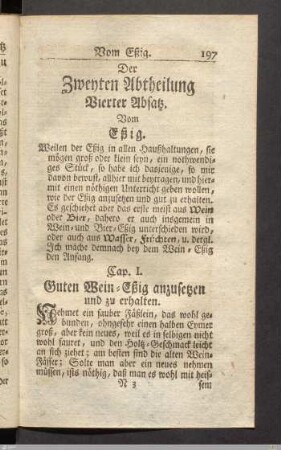 Vom Eßig. 197
Der
Zweyten Abtheilung
Vierter Absatz.
Vom
Eßig.
Weilen der Eßig in allen Haußhaltungen, sie
mögen groß oder klein seyn, ein nothwendi-
ges Stück, so habe ich dasjenige, so mir
davon bewust, allhier mit beytragen, und hier-
mit einen nöthigen Unterricht geben wollen,
wie der Eßig anzusetzen und gut zu erhalten.
Es geschiehet aber das erste meist aus Wein
oder Bier, dahero er auch insgemein in
Wein- und Bier-Eßig unterschieden wird,
oder auch aus Wasser, Früchten, u. dergl.
Ich mache demnach bey dem Wein-Eßig
den Anfang.
Cap. I.
Guten Wein-Eßig anzusetzen
und zu erhalten.
Nehmet ein sauber Fäßlein, das wohl ge-
bunden, ohngefehr einen halben Eymer
groß, aber kein neues, weil es in selbigen nicht
wohl sauret, und den Holtz-Geschmack leicht
an sich ziehet; am besten sind die alten Wein-
Fässer; Solte man aber ein neues nehmen
müssen, ists nöthig, daß man es wohl mit heis-
N 3 sem